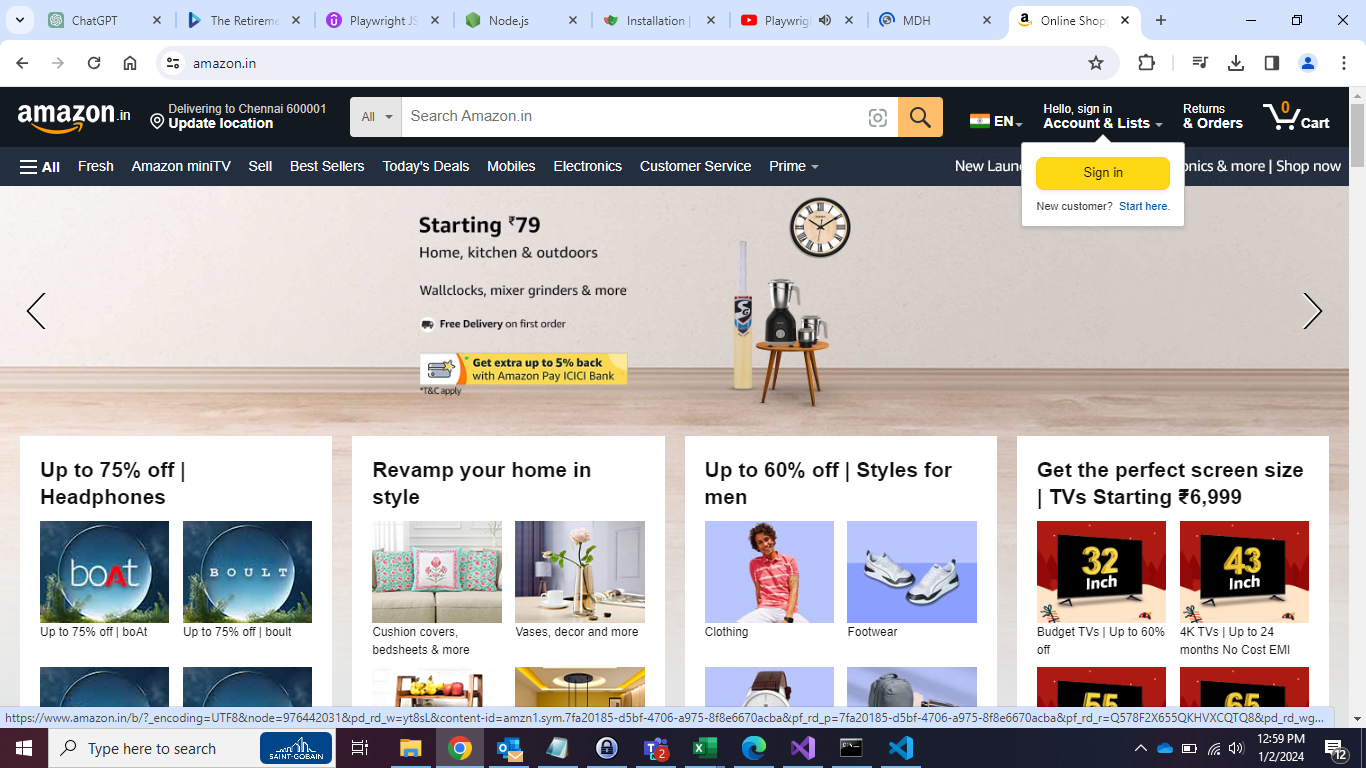 ChatGPT
The Retireme
Playwright JS
Node.js
Installation |
Playwrig
MDH
Online Shop
amazon.in
amazon.in
Delivering to Chennai 600001
Update location
All
Search Amazon.in
EN
Hello, sign in
Account & Lists
Returns
& Orders
0
Cart
All
Fresh
Amazon miniTV
Sell
Best Sellers
Today's Deals
Mobiles
Electronics
Customer Service
Prime
New Laun
onics & more | Shop now
Sign in
New customer? Start here.
Starting ₹79
Home, kitchen & outdoors
Wallclocks, mixer grinders & more
Free Delivery on first order
Get extra up to 5% back
with Amazon Pay ICICI Bank
*T&C apply
SG
Up to 75% off |
Headphones
boAt
BOULT
Up to 75% off | boAt
Up to 75% off | boult
Revamp your home in
style
Cushion covers,
bedsheets & more
Vases, decor and more
Up to 60% off | Styles for
men
Clothing
Footwear
Get the perfect screen size
| TVs Starting ₹6,999
32
Inch
43
Inch
Budget TVs | Up to 60%
off
4K TVs | Up to 24
months No Cost EMI
55
65
https://www.amazon.in/b/?_encoding=UTF8&node=976442031&pd_rd_w=yt8sL&content-id=amzn1.sym.7fa20185-d5bf-4706-a975-8f8e6670acba&pf_rd_p=7fa20185-d5bf-4706-a975-8f8e6670acba&pf_rd_r=Q578F2X655QKHVXCQTQ8&pd_rd_wg...
Type here to search
SAINT-GOBAIN
2
12:59 PM
1/2/2024
12